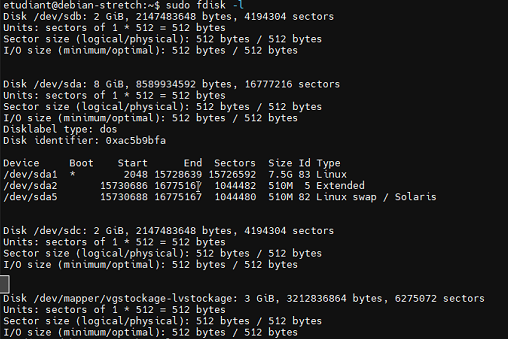 etudiant@debian-stretch:~$ sudo fdisk -l
Disk /dev/sdb: 2 GiB, 2147483648 bytes, 4194304 sectors
Units: sectors of 1 * 512 = 512 bytes
Sector size (logical/physical): 512 bytes / 512 bytes
I/O size (minimum/optimal): 512 bytes / 512 bytes
Disk /dev/sda: 8 GiB, 8589934592 bytes, 16777216 sectors
Units: sectors of 1 * 512 = 512 bytes
Sector size (logical/physical): 512 bytes / 512 bytes
I/O size (minimum/optimal): 512 bytes / 512 bytes
Disklabel type: dos
Disk identifier: 0xac5b9bfa
Device Boot Start End Sectors Size Id Type
/dev/sda1 * 2048 15728639 15726592 7.5G 83 Linux
/dev/sda2 15730686 16775167 1044482 510M 5 Extended
/dev/sda5 15730688 16775167 1044480 510M 82 Linux swap / Solaris
Disk /dev/sdc: 2 GiB, 2147483648 bytes, 4194304 sectors
Units: sectors of 1 * 512 = 512 bytes
Sector size (logical/physical): 512 bytes / 512 bytes
I/O size (minimum/optimal): 512 bytes / 512 bytes
Disk /dev/mapper/vgstockage-lvstockage: 3 GiB, 3212836864 bytes, 6275072 sectors
Units: sectors of 1 * 512 = 512 bytes
Sector size (logical/physical): 512 bytes / 512 bytes
I/O size (minimum/optimal): 512 bytes / 512 bytes